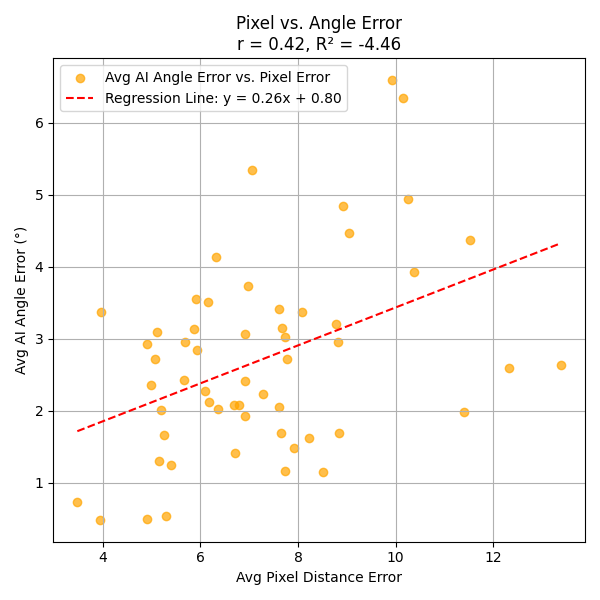 Pixel vs. Angle Error
r = 0.42, R² = -4.46
Avg AI Angle Error vs. Pixel Error
Regression Line: y = 0.26x + 0.80
Avg AI Angle Error (°)
6
5
4
3
2
1
4 6 8 10 12
Avg Pixel Distance Error